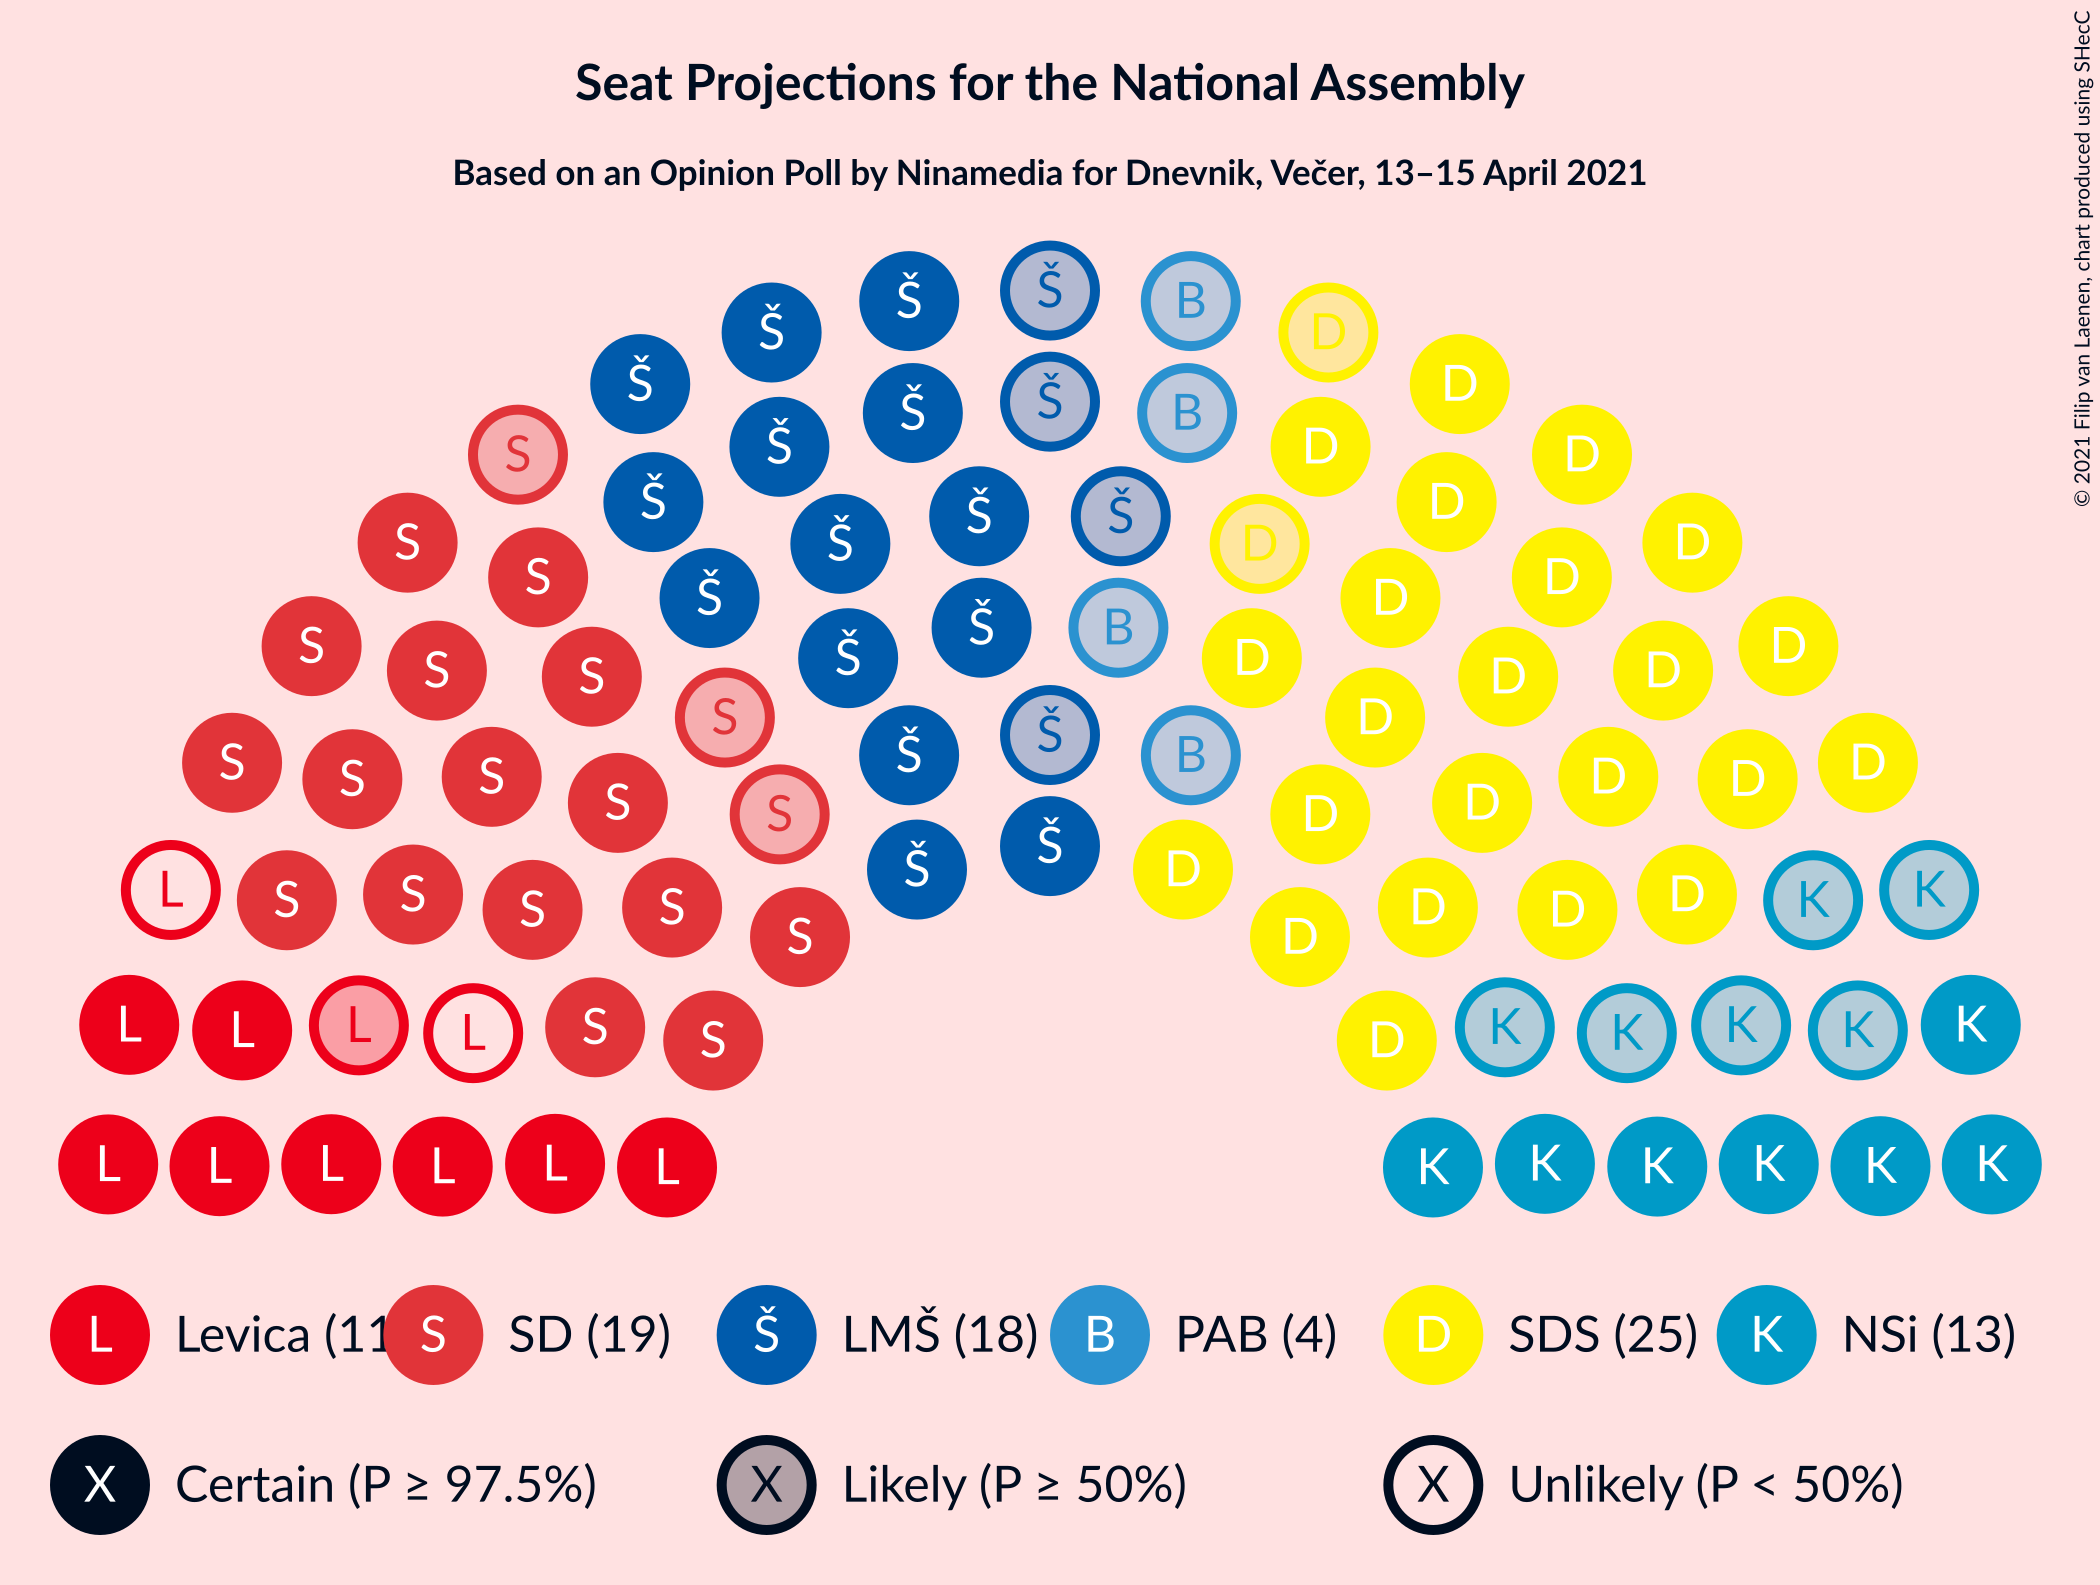 Seat Projections for the National Assembly
Based on an Opinion Poll by Ninamedia for Dnevnik, Večer, 13–15 April 2021
© 2021 Filip van Laenen, chart produced using SHecC
Š Š Š B D
Š Š Š B D
Š D
S Š Š D D
Š Š Š D
S S Š Š D D D
Š B D
S S S Š D D D D
S Š Š B D
S S S S S Š Š D D D D D D
L S S S S S Š D D D D D K K
L L L L S S D K K K K K
L L L L L L K K K K K K
L Levica (11 S SD (19) Š LMŠ (18) B PAB (4) D SDS (25) K NSi (13)
X Certain (P ≥ 97.5%) X Likely (P ≥ 50%) X Unlikely (P < 50%)